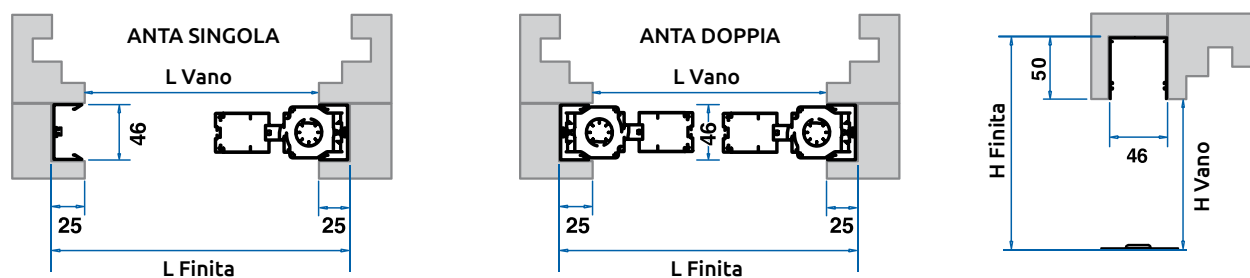 ANTA SINGOLA
L Vano
46
25
25
L Finita
ANTA DOPPIA
L Vano
46
25
25
L Finita
50
46
H Finita
H Vano